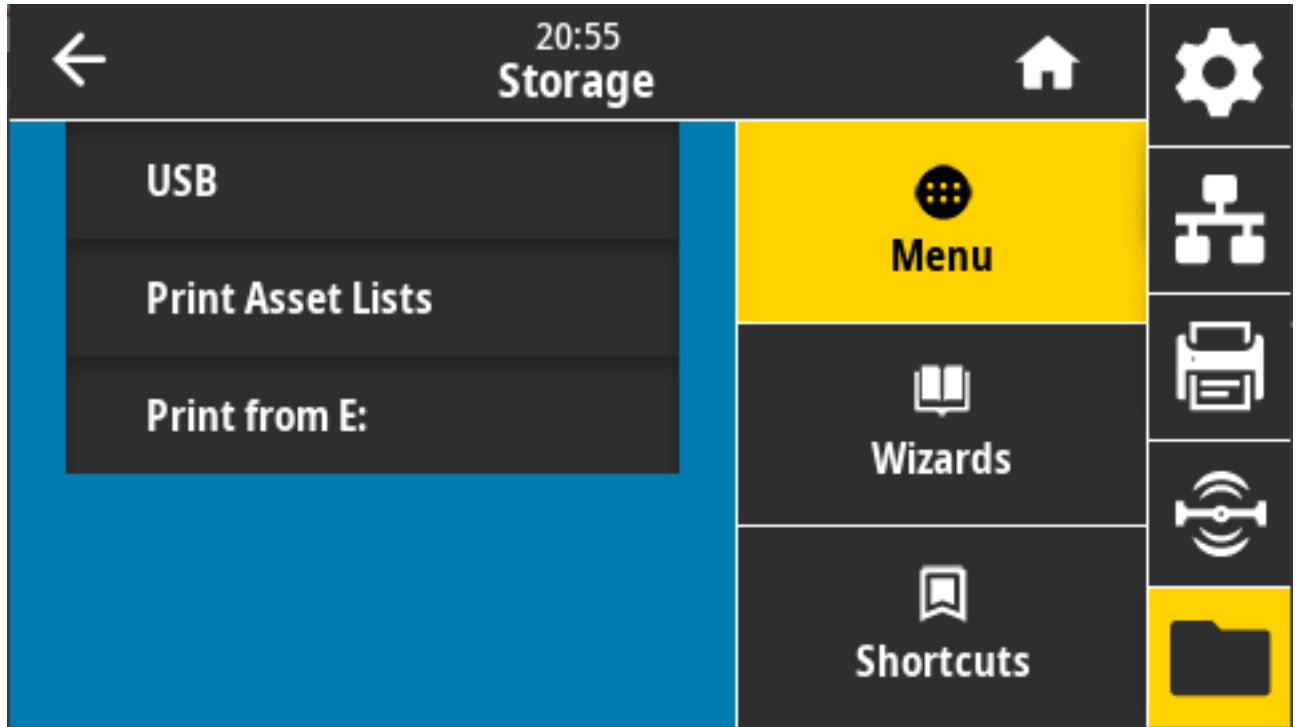 20:55
Storage
USB
Print Asset Lists
Print from E:
Menu
Wizards
Shortcuts